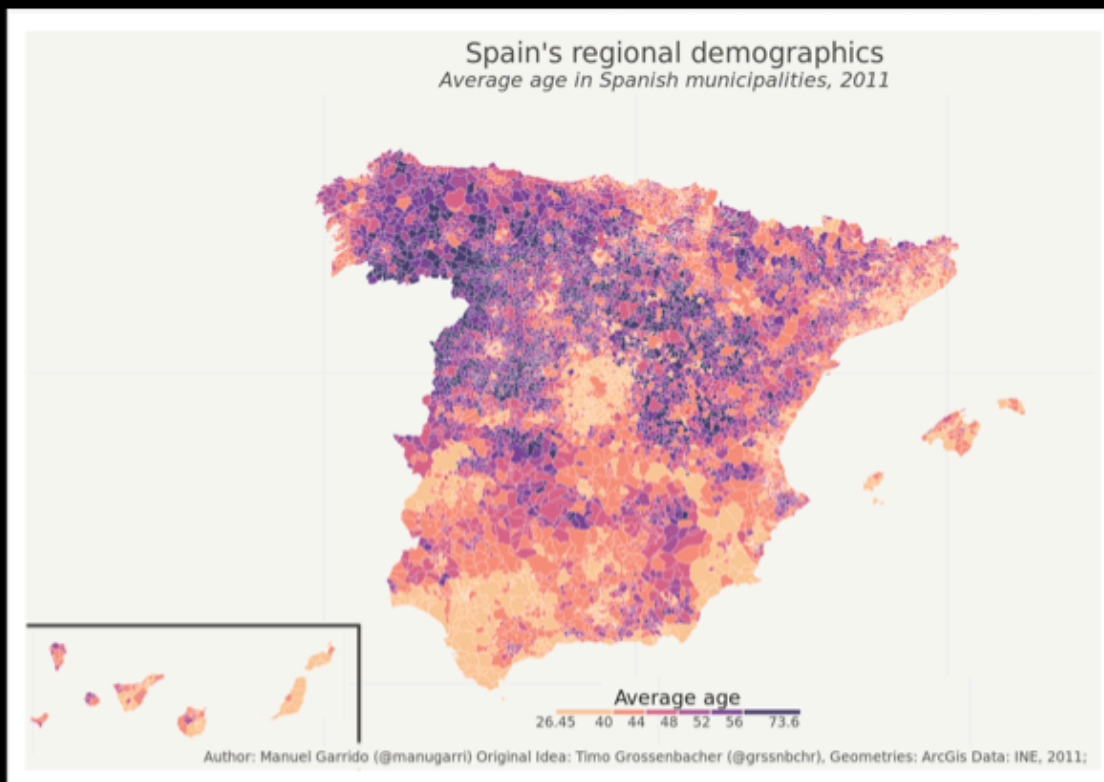 Spain's regional demographics
Average age in Spanish municipalities, 2011
Average age
26.45 40 44 48 52 56 73.6
Author: Manuel Garrido (@manugarri) Original Idea: Timo Grossenbacher (@grssnbchr), Geometries: ArcGis Data: INE, 2011;